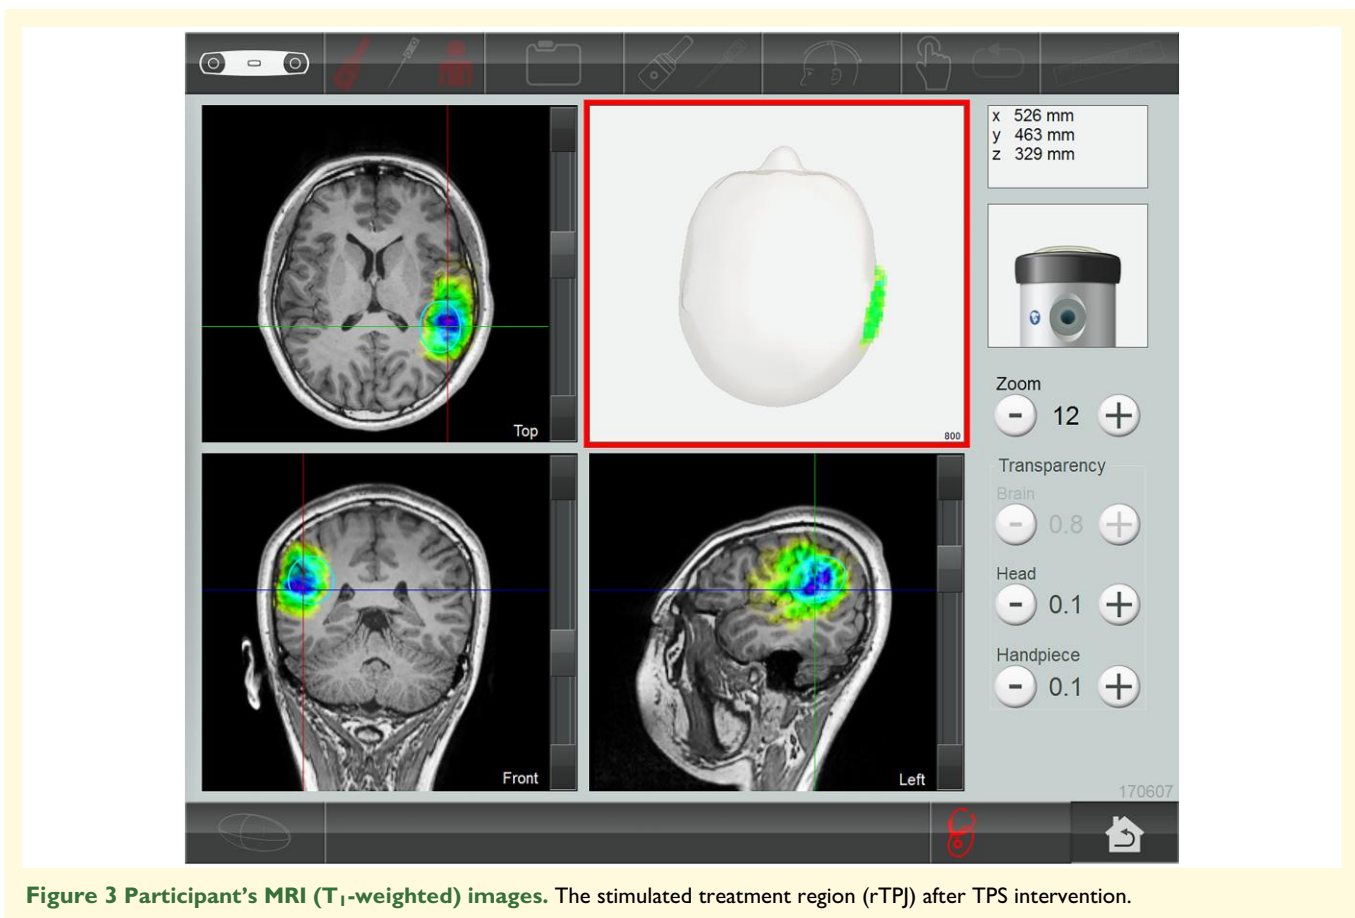 x 526 mm
y 463 mm
z 329 mm
Top
800
Zoom
- 12 +
Transparency
Brain
- 0.8 +
Head
- 0.1 +
Handpiece
- 0.1 +
Front
Left
170607
Figure 3 Participant’s MRI (T₁-weighted) images. The stimulated treatment region (rTPJ) after TPS intervention.